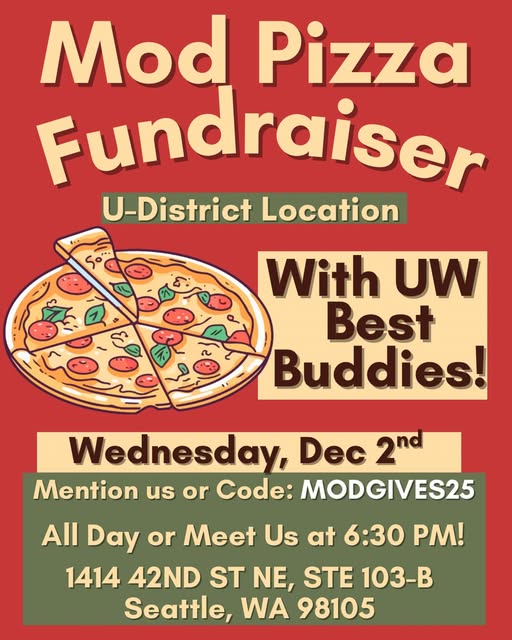 Mod Pizza
Fundraiser
U-District Location
With UW
Best
Buddies!
Wednesday, Dec 2nd
Mention us or Code: MODGIVES25
All Day or Meet Us at 6:30 PM!
1414 42ND ST NE, STE 103-B
Seattle, WA 98105